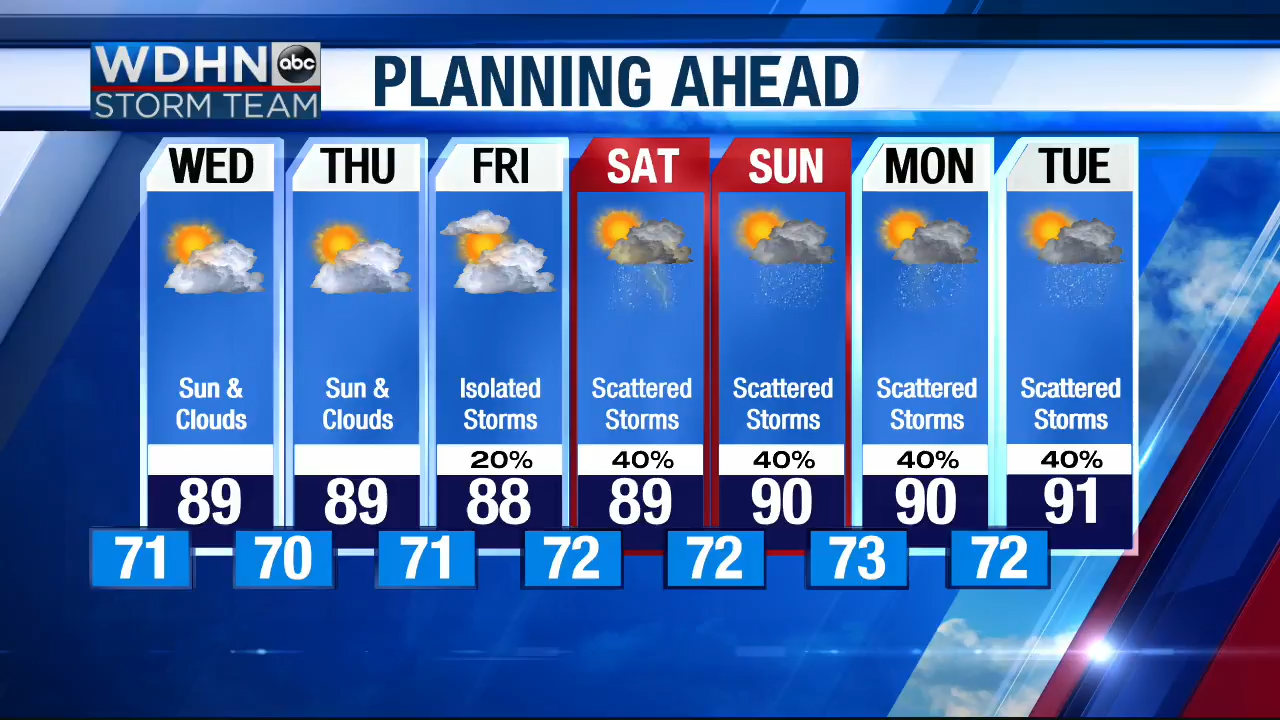 WDHN abc
STORM TEAM
PLANNING AHEAD
WED THU FRI SAT SUN MON TUE
Sun & Sun & Isolated Scattered Scattered Scattered Scattered
Clouds Clouds Storms Storms Storms Storms Storms
20% 40% 40% 40% 40%
89 89 88 89 90 90 91
71 70 71 72 72 73 72